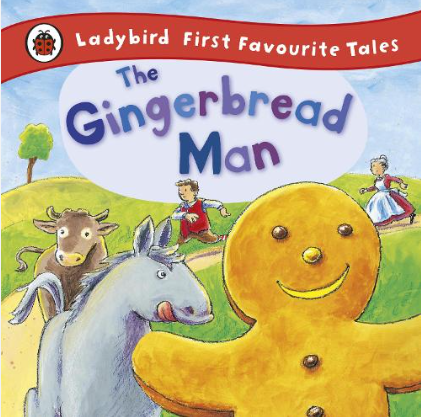 Ladybird First Favourite Tales
The
Gingerbread
Man